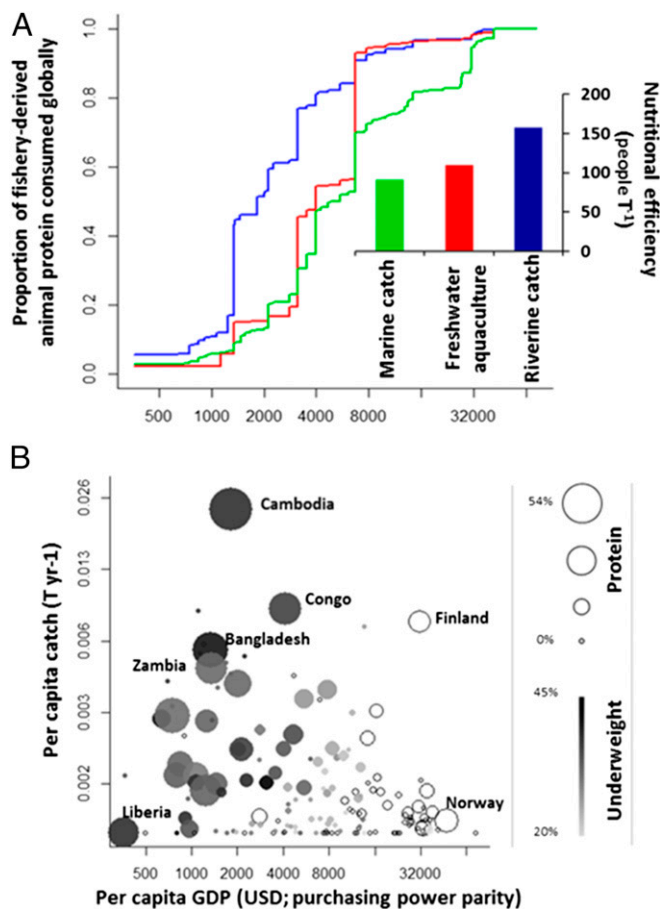 A
Proportion of fishery-derived
animal protein consumed globally
1.0
0.8
0.6
0.4
0.2
0.0
500
1000
2000
4000
8000
32000
200
150
100
50
0
Nutritional efficiency
(people T-1)
Marine catch
Freshwater
aquaculture
Riverine catch
B
Per capita catch (T yr-1)
0.026
0.013
0.006
0.003
0.002
Cambodia
Congo
Finland
Bangladesh
Zambia
Liberia
Norway
500
1000
2000
4000
8000
32000
Per capita GDP (USD; purchasing power parity)
54%
0%
Protein
45%
20%
Underweight